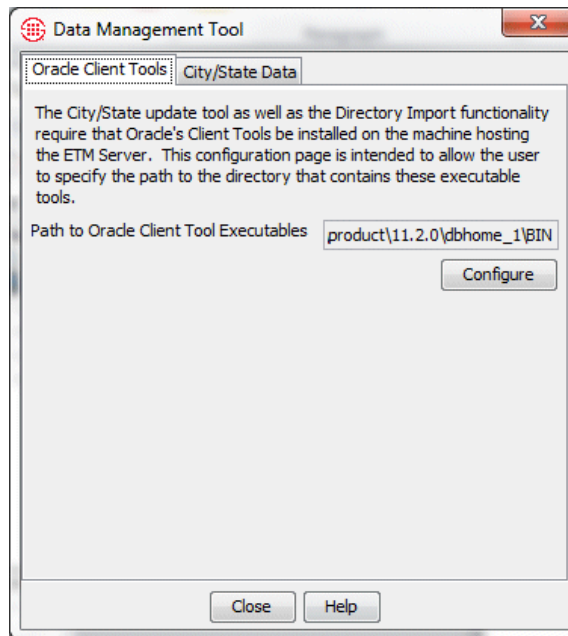 Data Management Tool
Oracle Client Tools City/State Data
The City/State update tool as well as the Directory Import functionality
require that Oracle's Client Tools be installed on the machine hosting
the ETM Server. This configuration page is intended to allow the user
to specify the path to the directory that contains these executable
tools.
Path to Oracle Client Tool Executables product\11.2.0\dbhome_1\BIN
Configure
Close Help